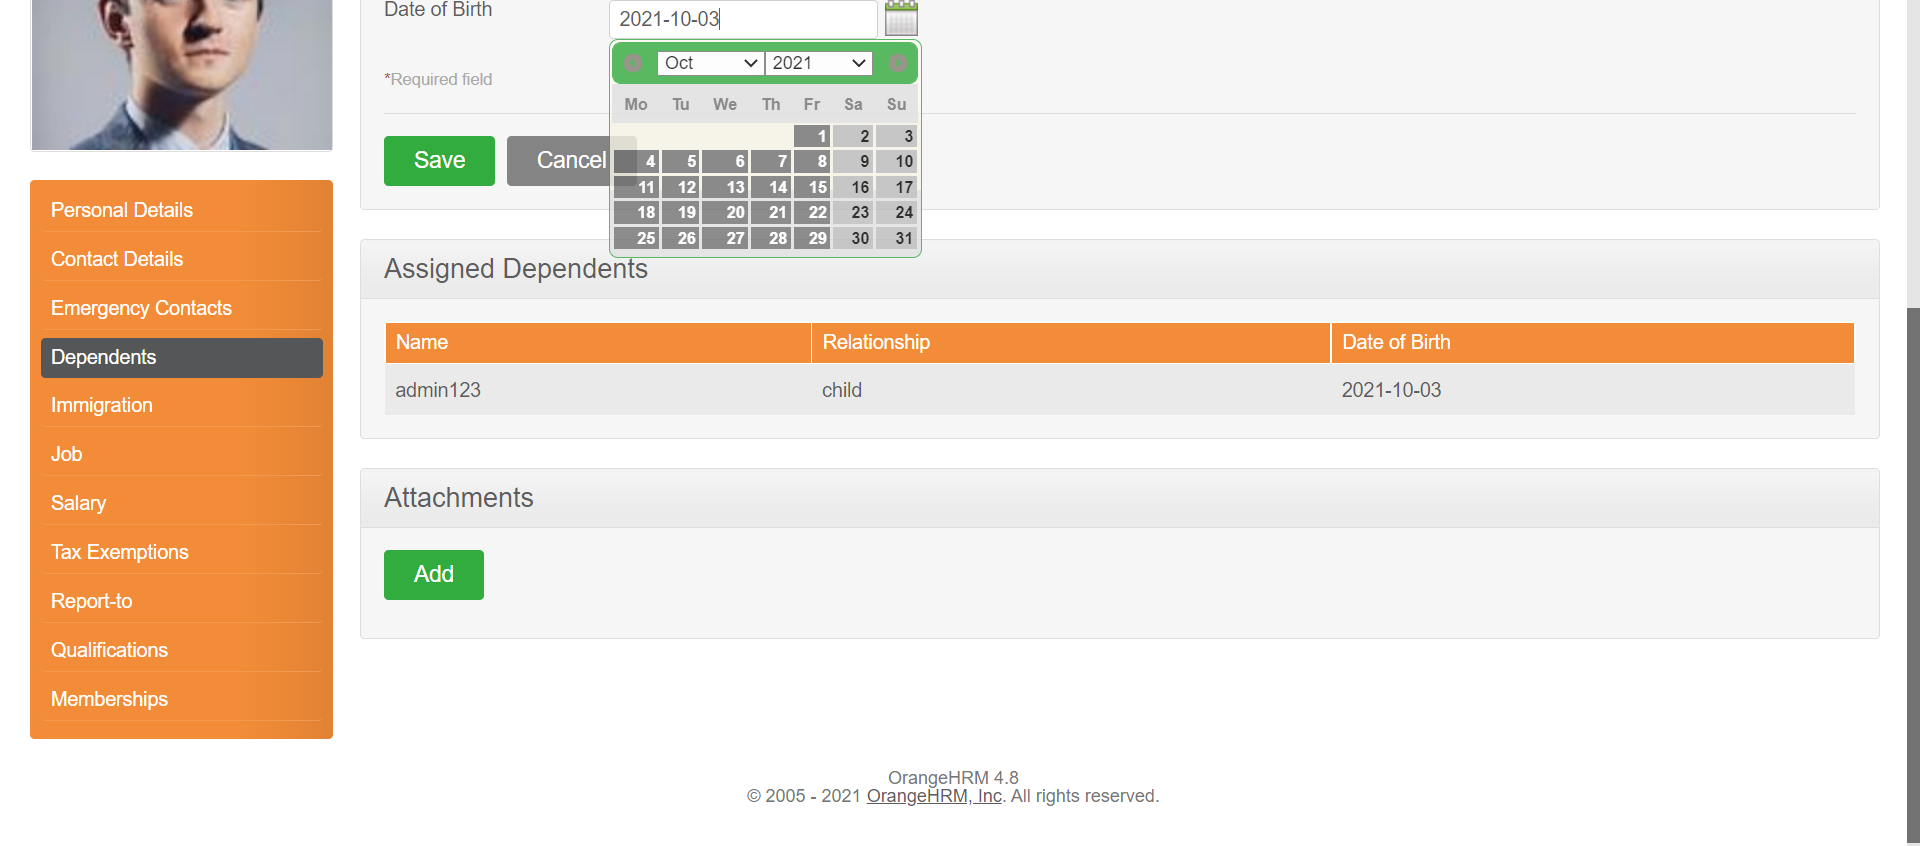 Date of Birth
2021-10-03
Oct 2021
*Required field
Mo Tu We Th Fr Sa Su
1 2 3
Save Cancel
4 5 6 7 8 9 10
11 12 13 14 15 16 17
18 19 20 21 22 23 24
25 26 27 28 29 30 31
Personal Details
Contact Details
Emergency Contacts
Dependents
Immigration
Job
Salary
Tax Exemptions
Report-to
Qualifications
Memberships
Assigned Dependents
Name Relationship Date of Birth
admin123 child 2021-10-03
Attachments
Add
OrangeHRM 4.8
© 2005 - 2021 OrangeHRM, Inc. All rights reserved.